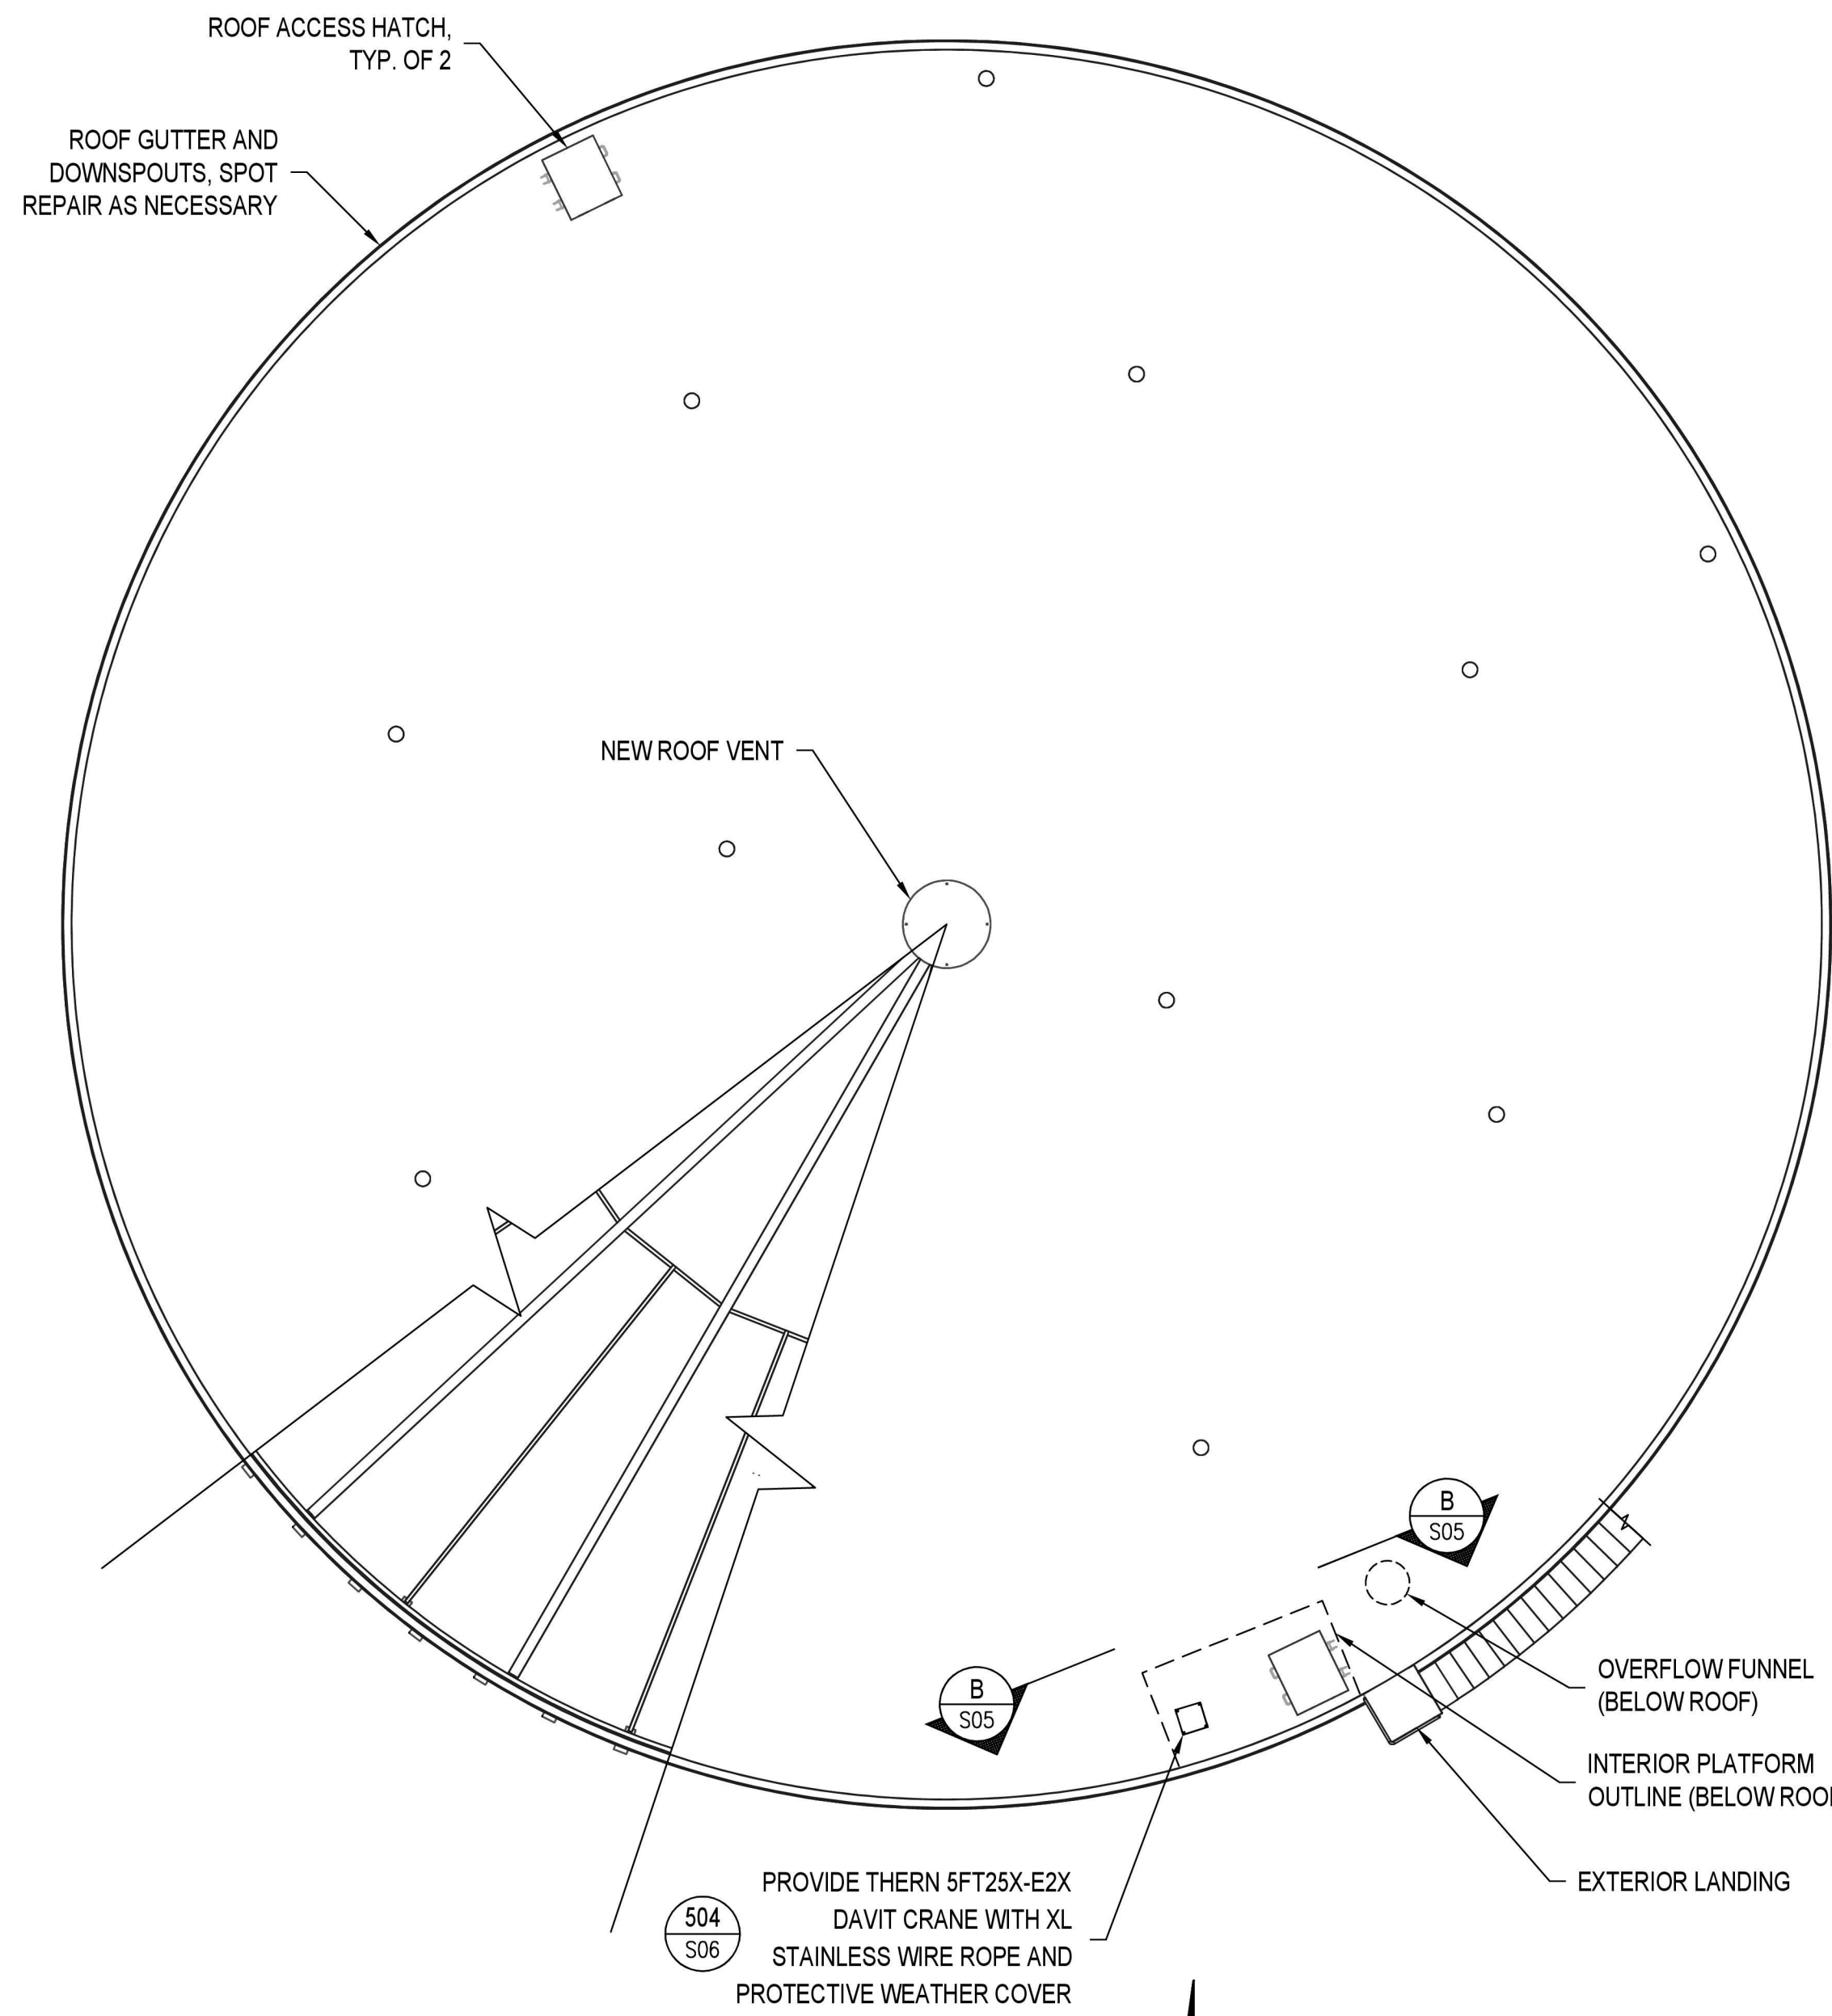 ROOF ACCESS HATCH,
TYP. OF 2
ROOF GUTTER AND
DOWNSPOUTS, SPOT
REPAIR AS NECESSARY
NEW ROOF VENT
B
S05
B
S05
OVERFLOW FUNNEL
(BELOW ROOF)
INTERIOR PLATFORM
OUTLINE (BELOW ROO
EXTERIOR LANDING
504
S06
PROVIDE THERN 5FT25X-E2X
DAVIT CRANE WITH XL
STAINLESS WIRE ROPE AND
PROTECTIVE WEATHER COVER